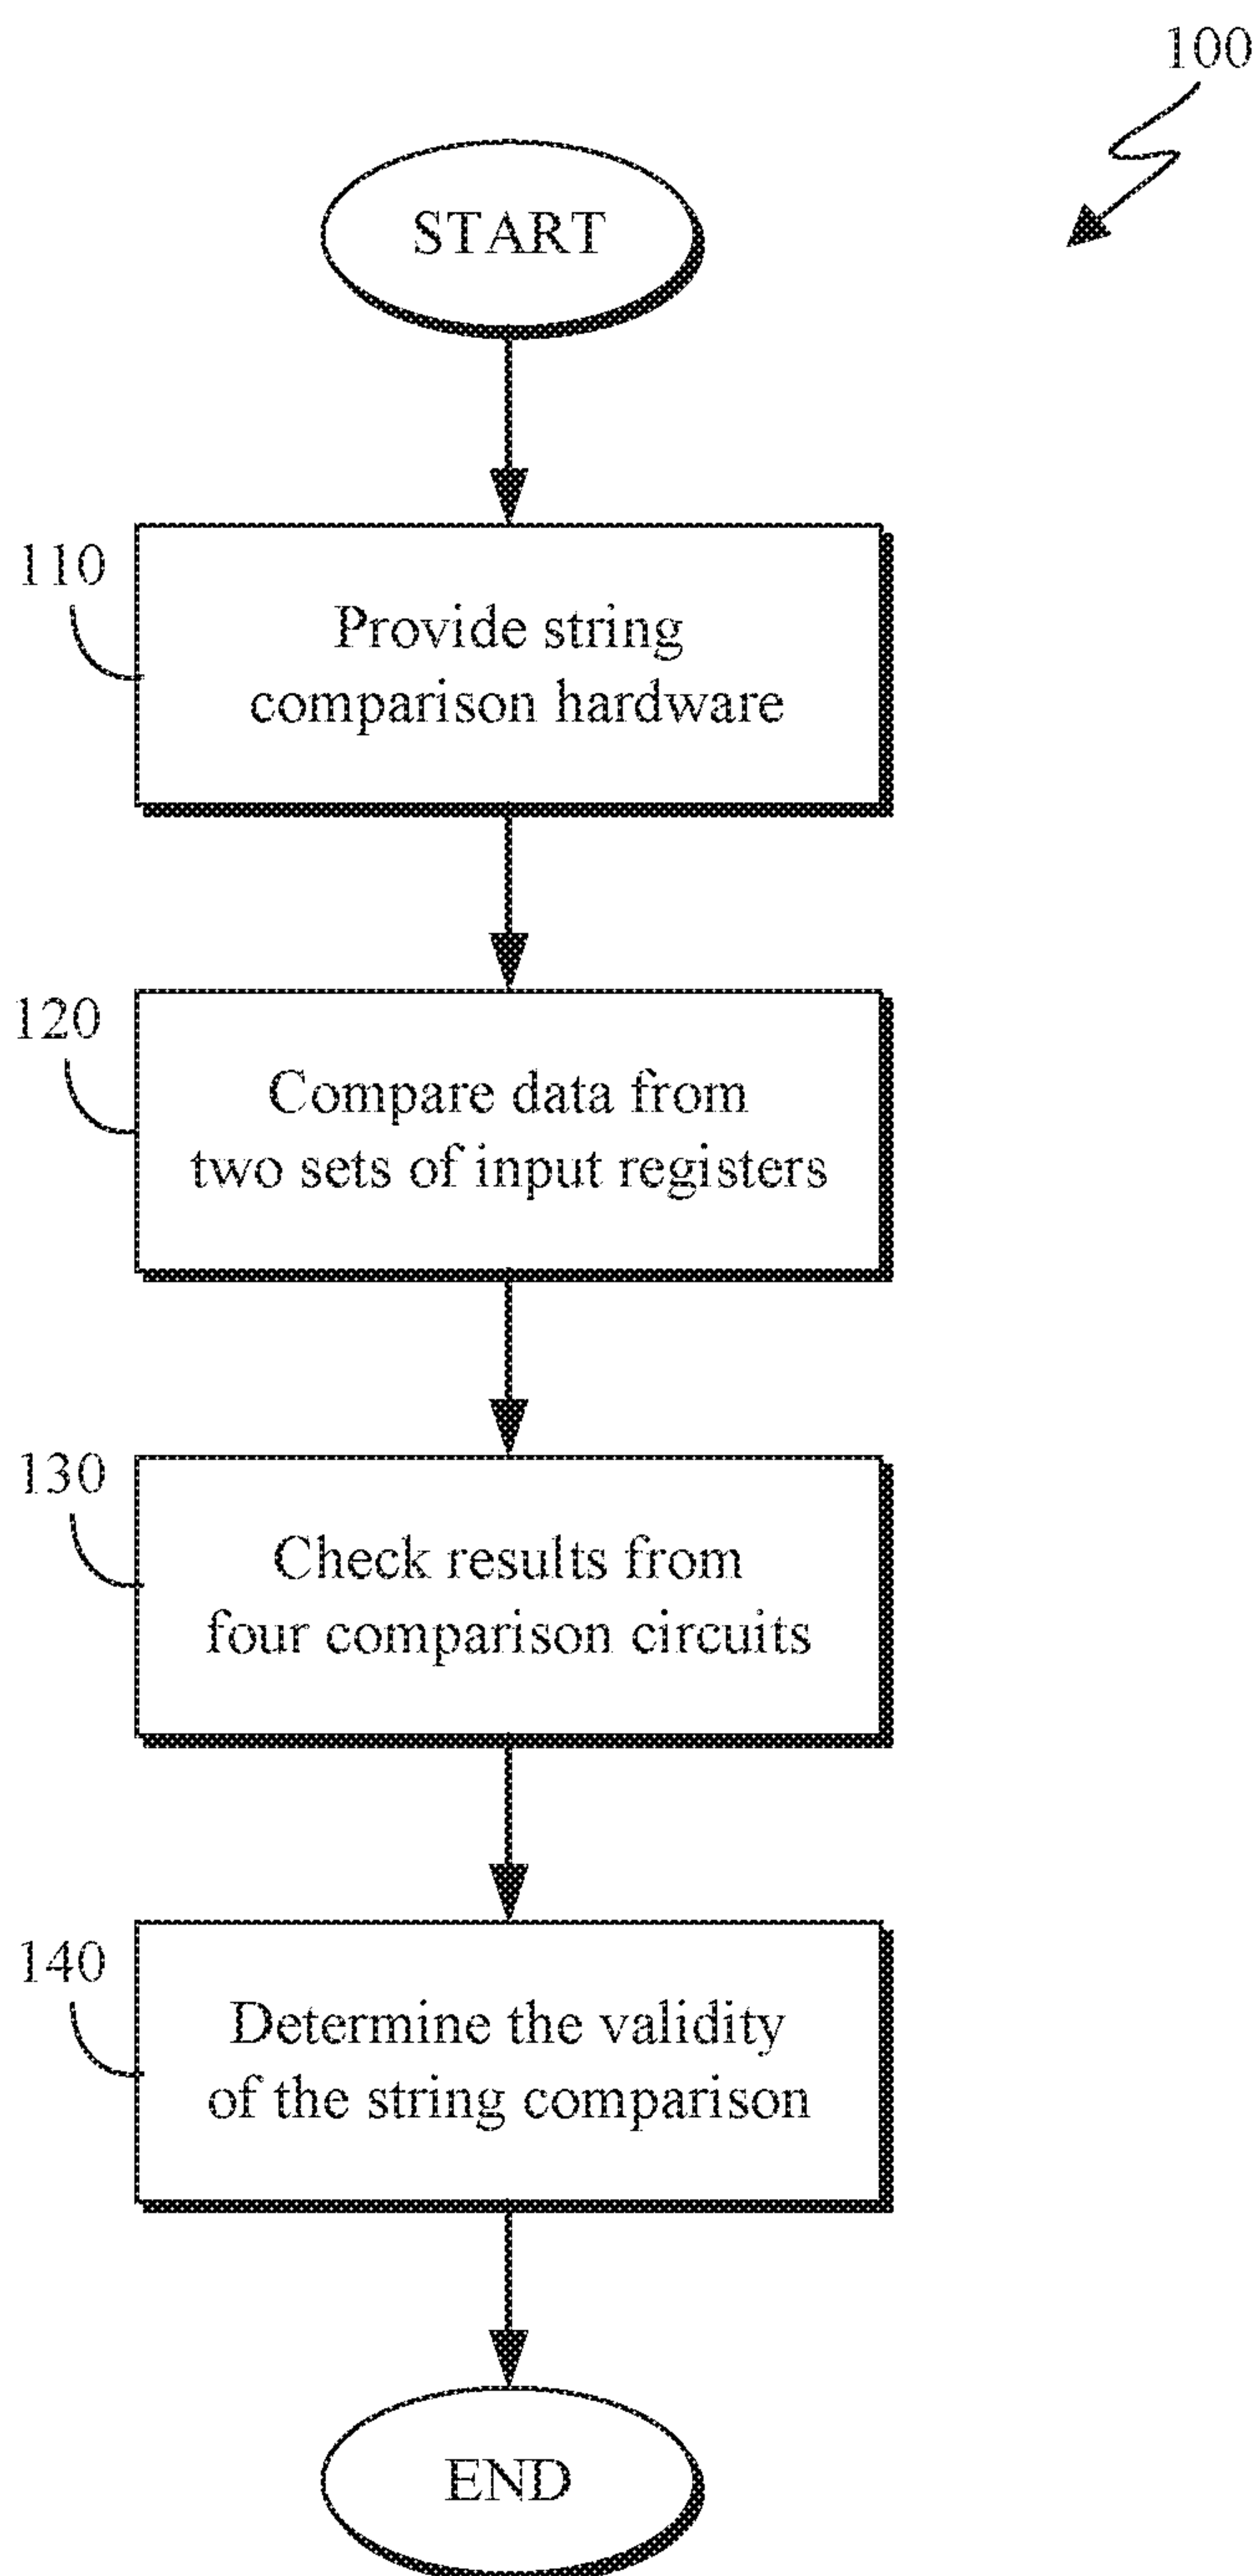 100
START
110
Provide string
comparison hardware
120
Compare data from
two sets of input registers
130
Check results from
four comparison circuits
140
Determine the validity
of the string comparison
END